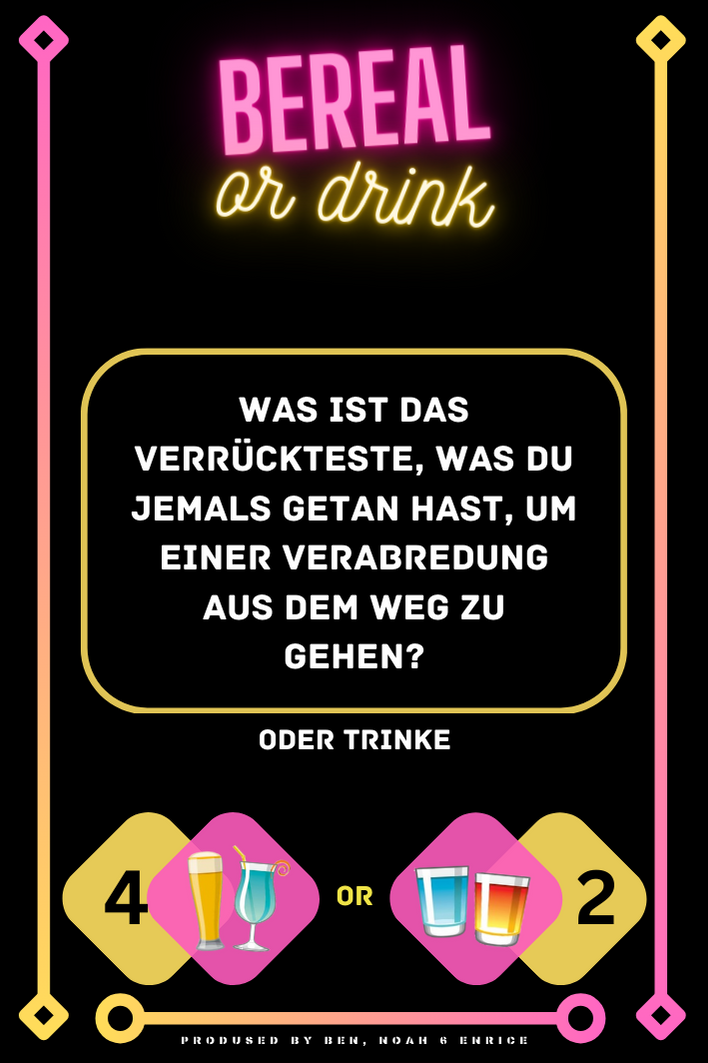 BEREAL
or drink
WAS IST DAS
VERRÜCKTESTE, WAS DU
JEMALS GETAN HAST, UM
EINER VERABREDUNG
AUS DEM WEG ZU
GEHEN?
ODER TRINKE
4 OR 2
PRODUSED BY BEN, NOAH & ENRICE